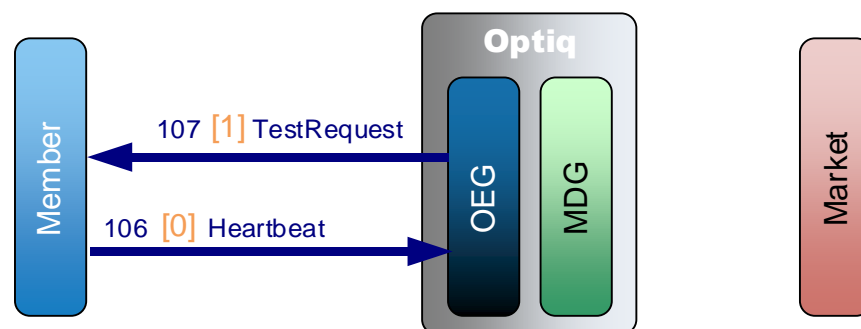 Optiq
Member
107 [1] TestRequest
106 [0] Heartbeat
OEG
MDG
Market